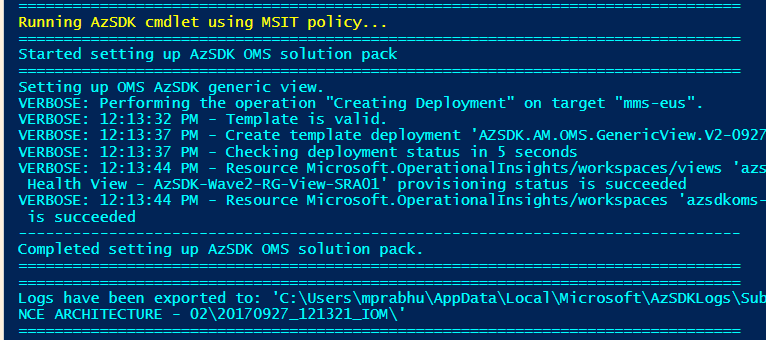 ================================================================================
Running AzSDK cmdlet using MSIT policy...
================================================================================
Started setting up AzSDK OMS solution pack
================================================================================
Setting up OMS AzSDK generic view.
VERBOSE: Performing the operation "Creating Deployment" on target "mms-eus".
VERBOSE: 12:13:32 PM - Template is valid.
VERBOSE: 12:13:37 PM - Create template deployment 'AZSDK.AM.OMS.GenericView.V2-0927
VERBOSE: 12:13:37 PM - Checking deployment status in 5 seconds
VERBOSE: 12:13:44 PM - Resource Microsoft.OperationalInsights/workspaces/views 'azs
Health View - AzSDK-Wave2-RG-View-SRA01' provisioning status is succeeded
VERBOSE: 12:13:44 PM - Resource Microsoft.OperationalInsights/workspaces 'azsdkoms-
is succeeded
--------------------------------------------------------------------------------
Completed setting up AzSDK OMS solution pack.
================================================================================
================================================================================
Logs have been exported to: 'C:\Users\mprabhu\AppData\Local\Microsoft\AzSDKLogs\Sub
NCE ARCHITECTURE - 02\20170927_121321_IOM\'
================================================================================